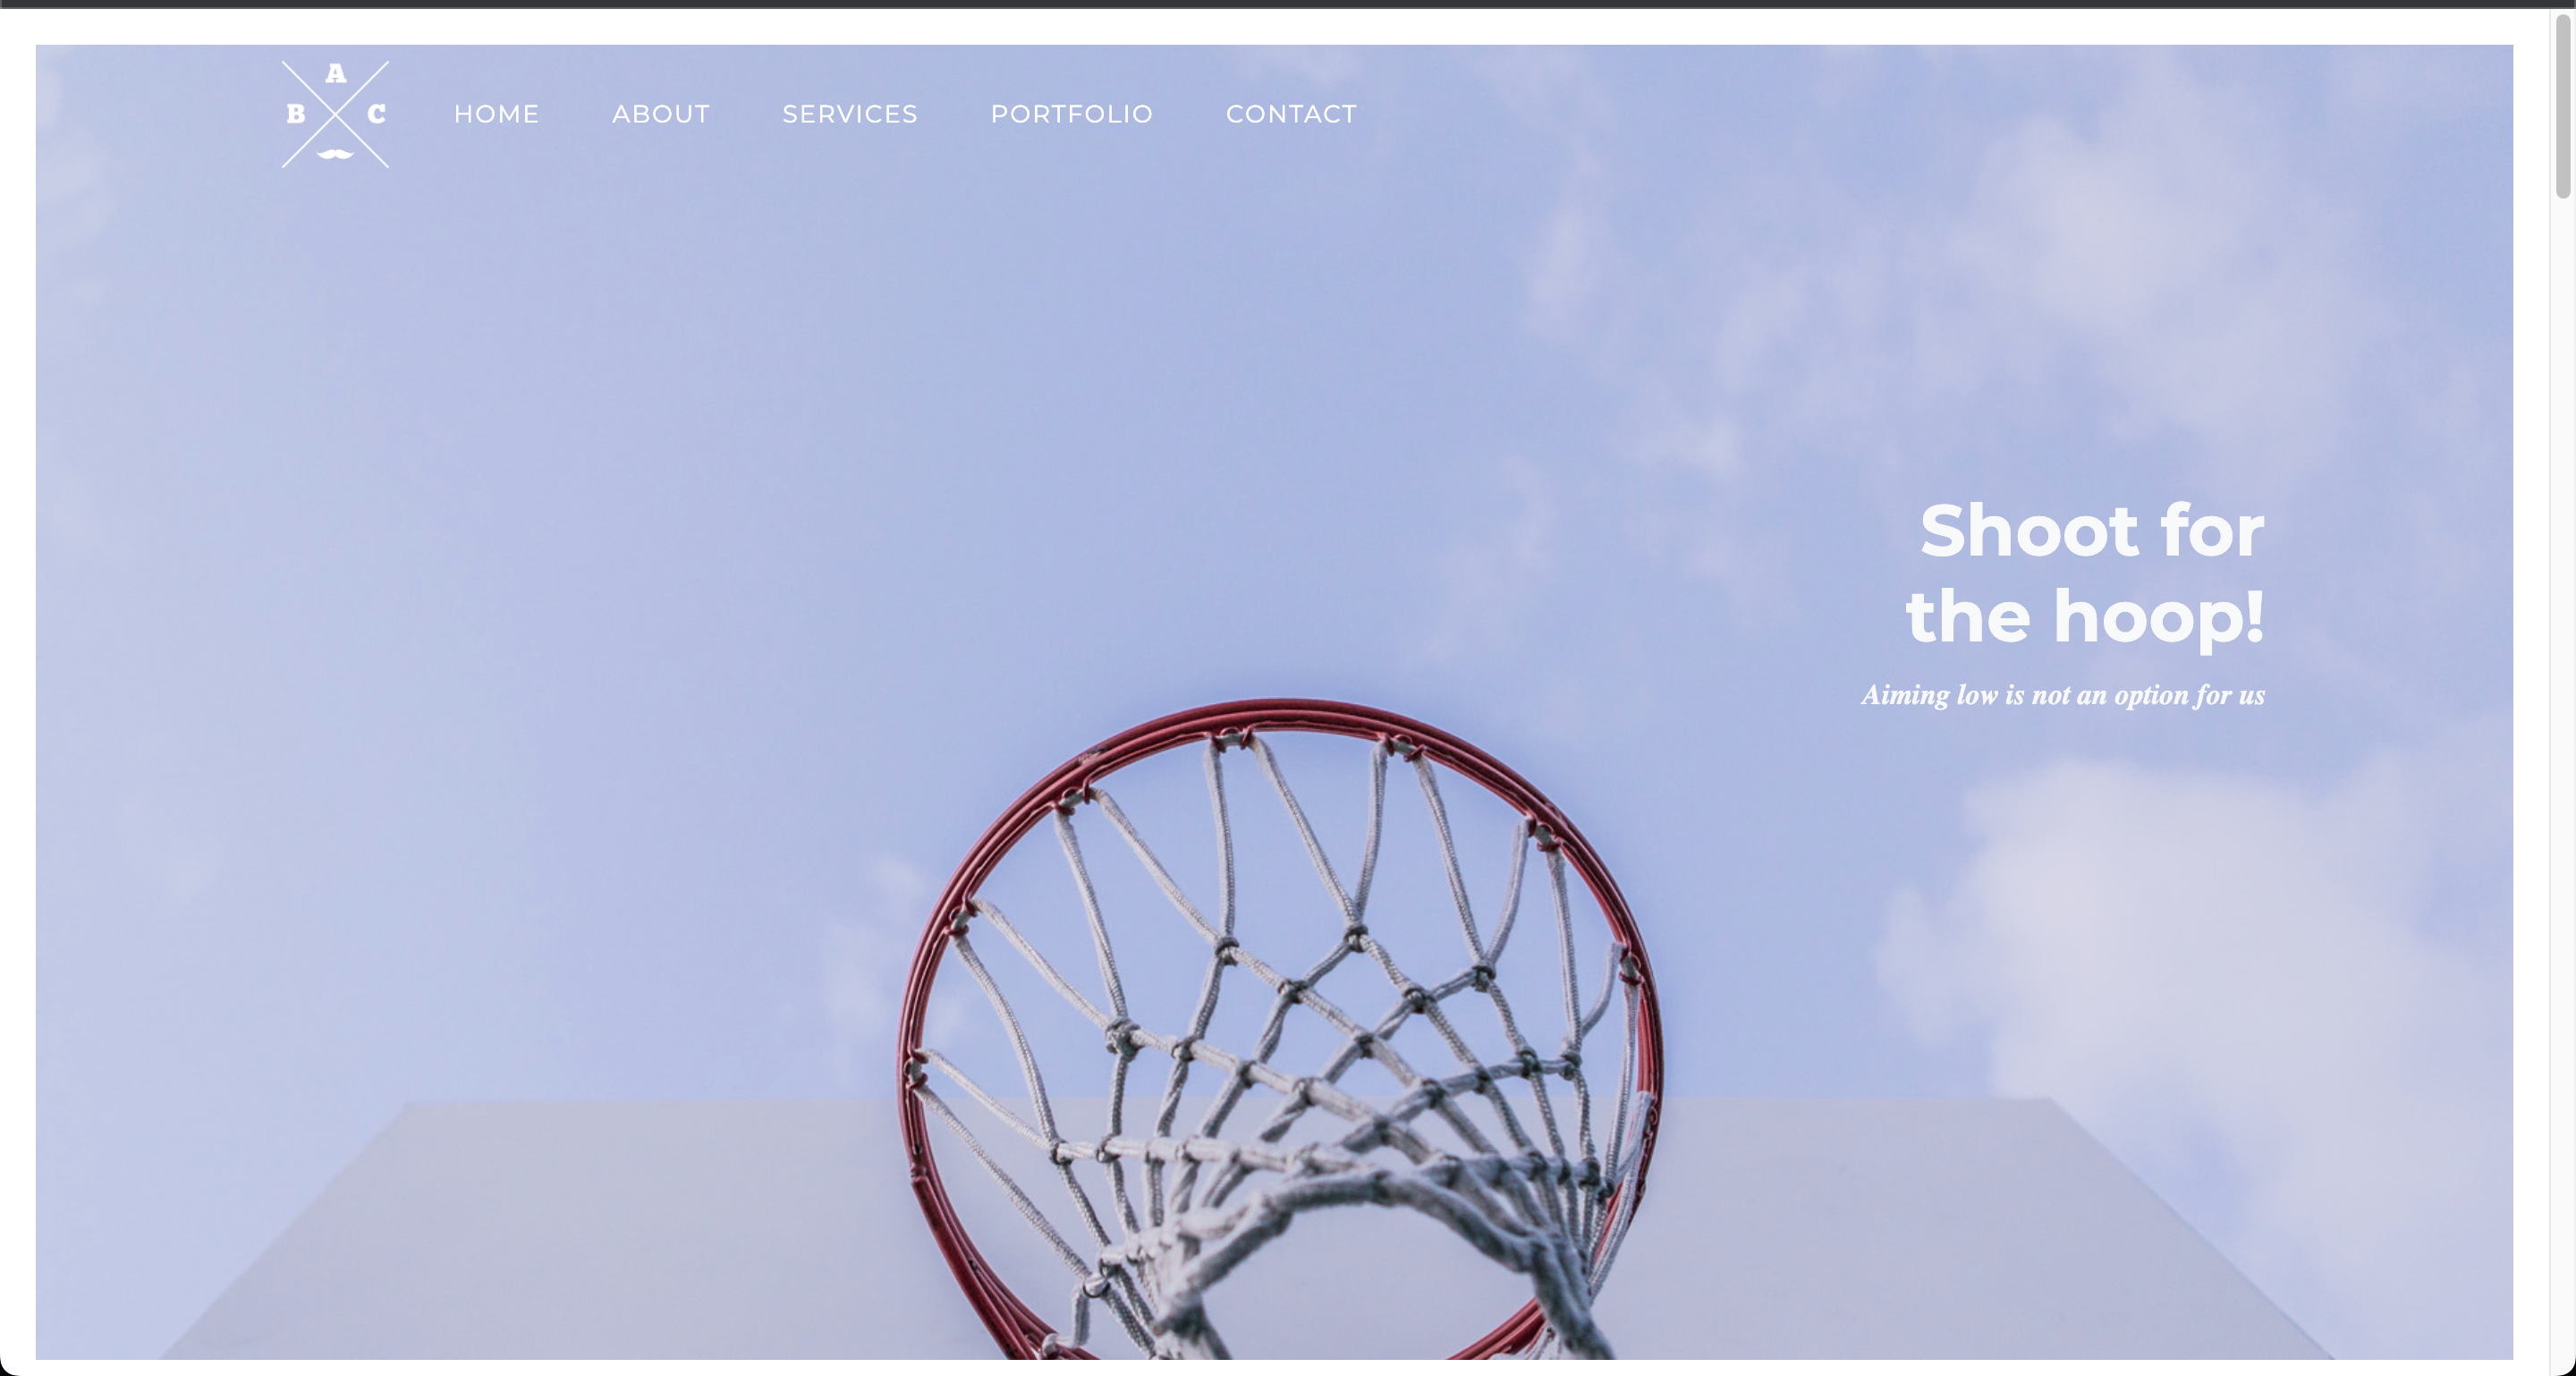 A
B C
HOME ABOUT SERVICES PORTFOLIO CONTACT
Shoot for
the hoop!
Aiming low is not an option for us